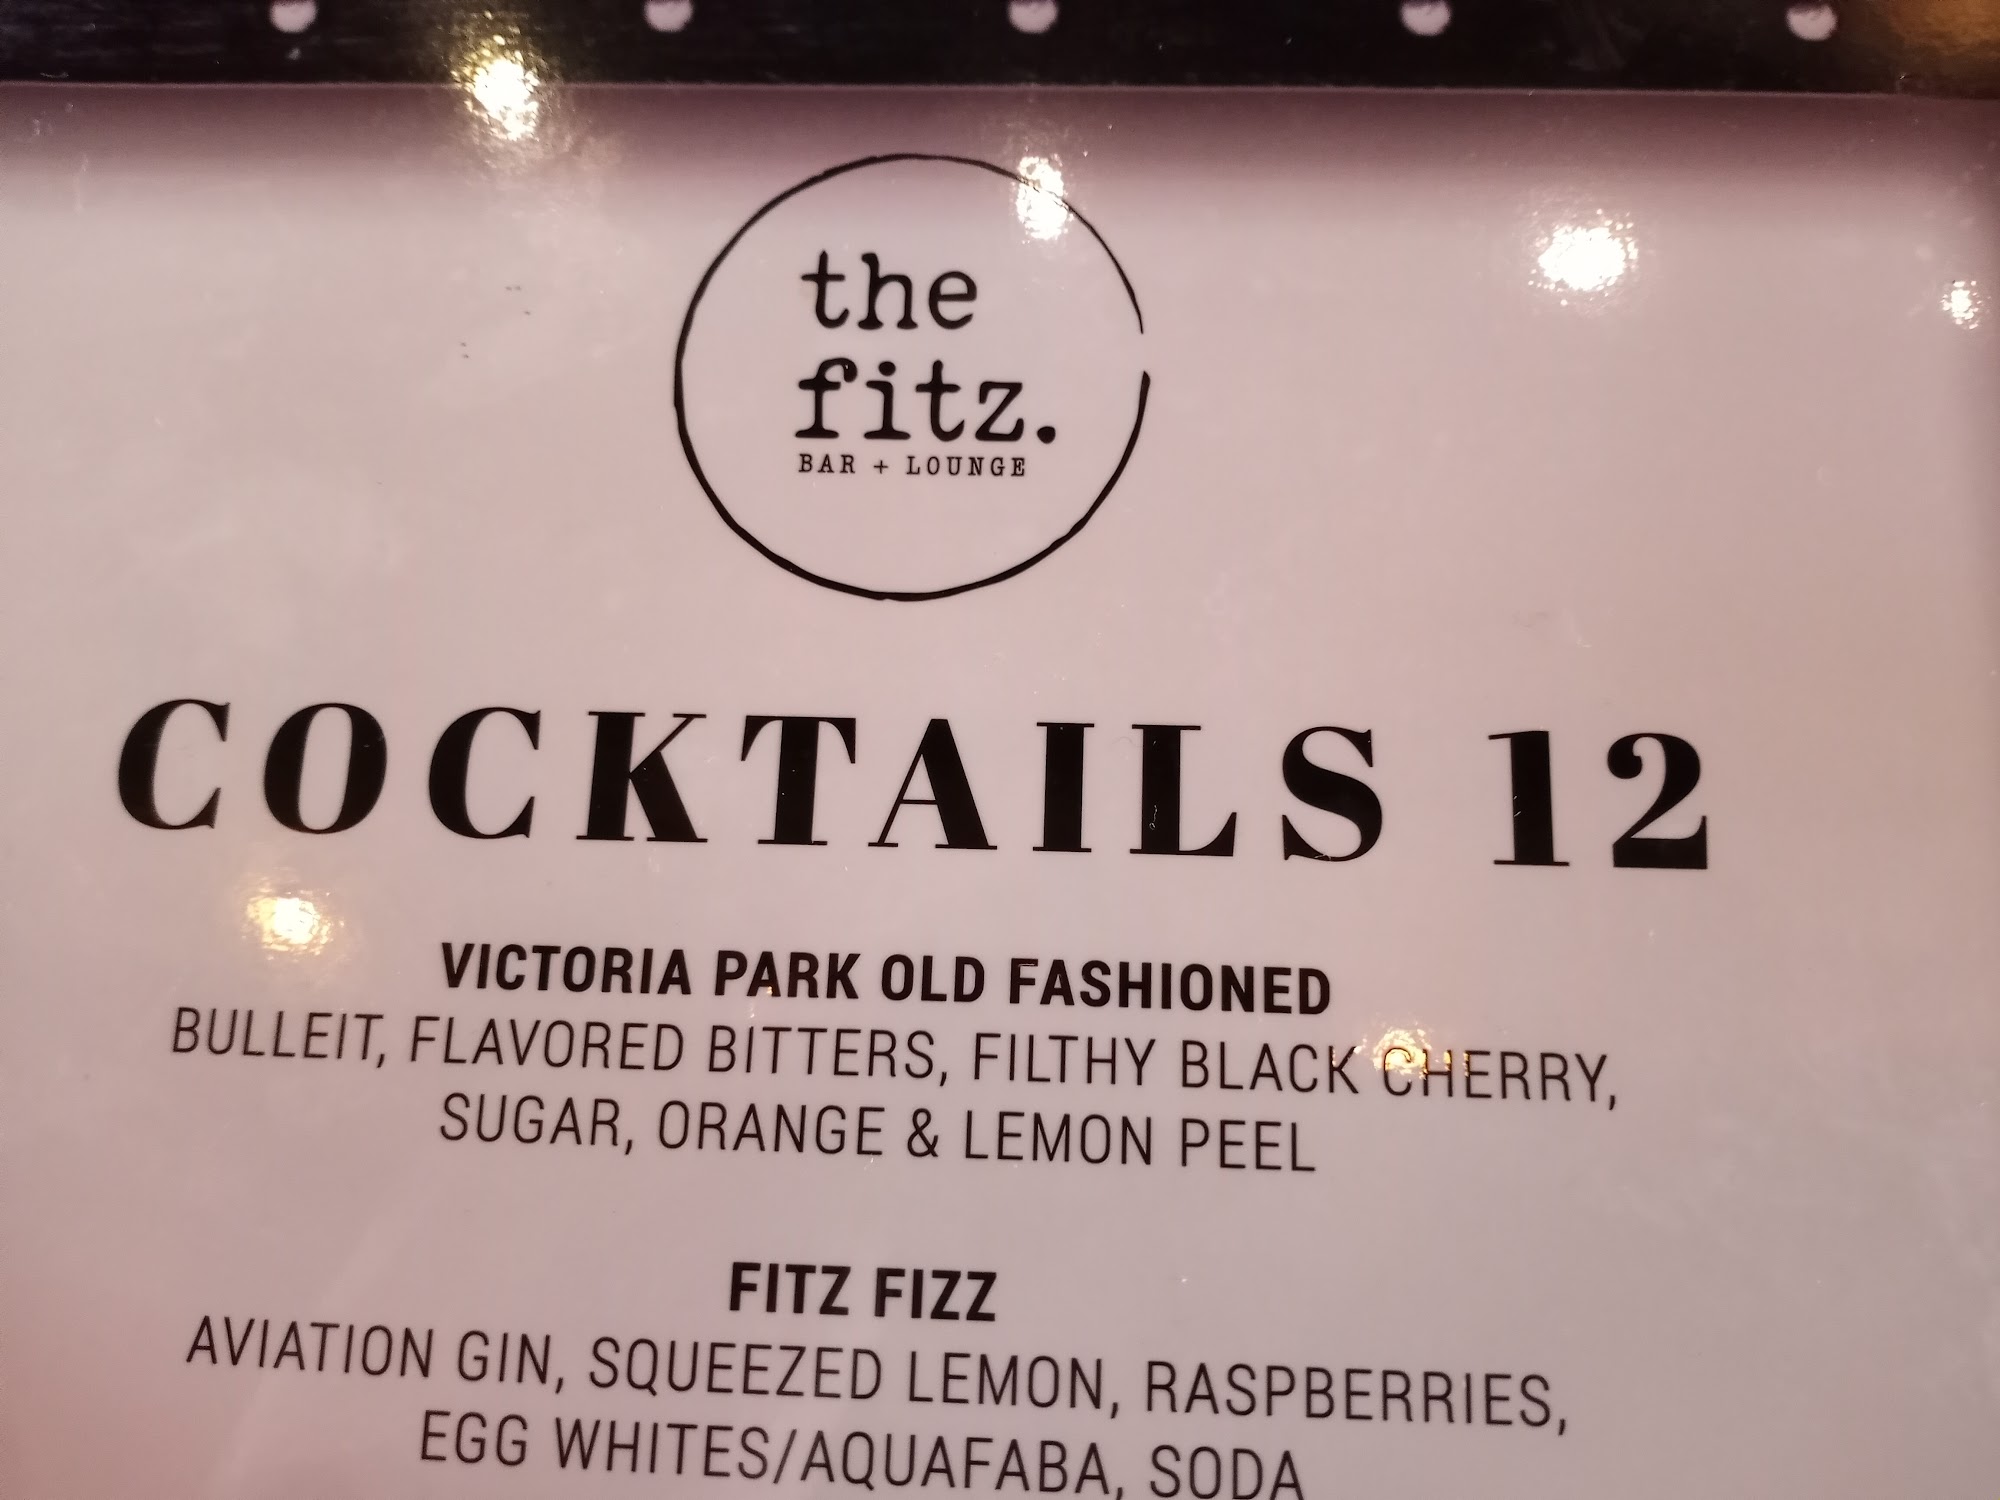 the
fitz.
BAR + LOUNGE
COCKTAILS 12
VICTORIA PARK OLD FASHIONED
BULLEIT, FLAVORED BITTERS, FILTHY BLACK CHERRY,
SUGAR, ORANGE & LEMON PEEL
FITZ FIZZ
AVIATION GIN, SQUEEZED LEMON, RASPBERRIES,
EGG WHITES/AQUAFABA, SODA